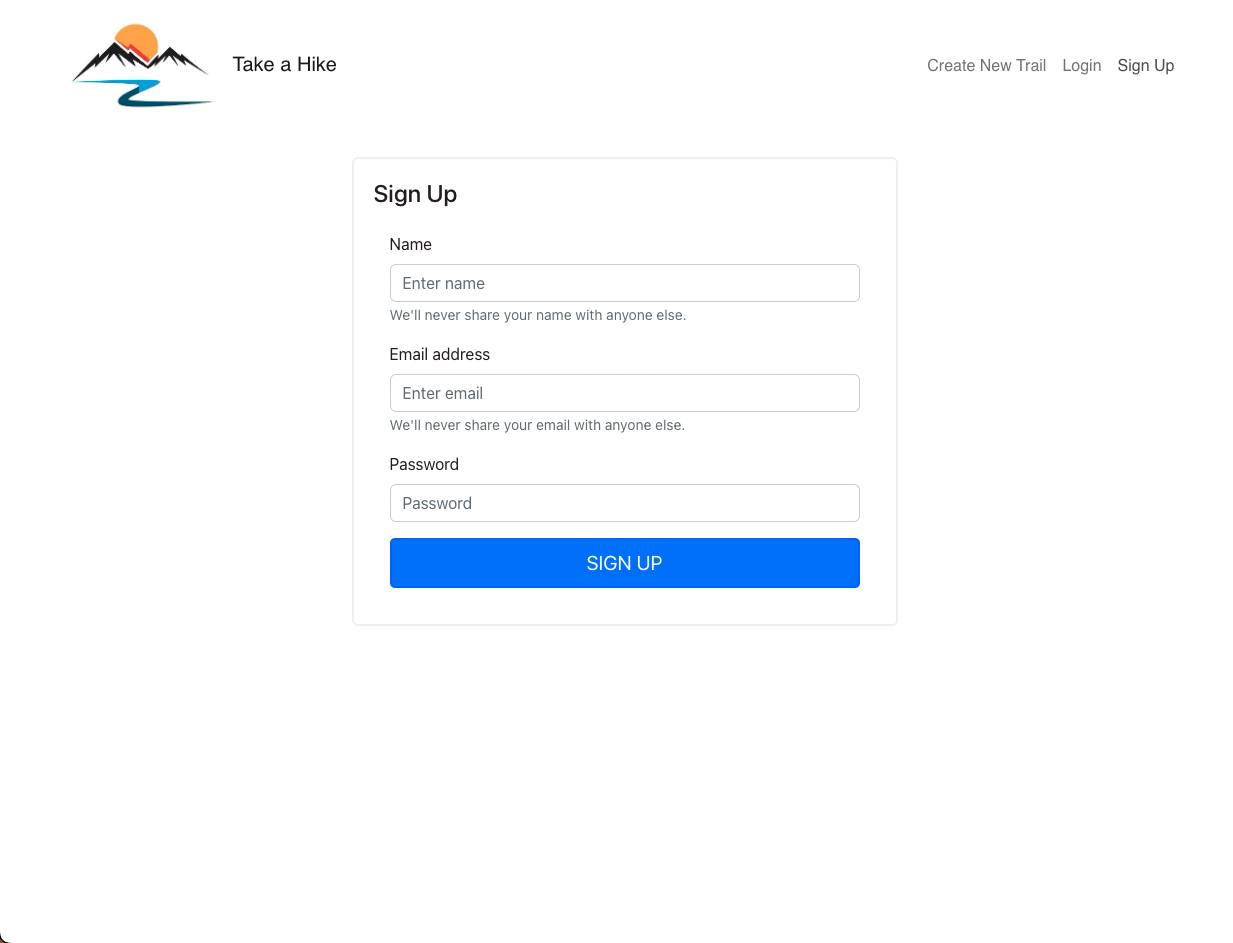 Take a Hike
Create New Trail
Login
Sign Up
Sign Up
Name
Enter name
We'll never share your name with anyone else.
Email address
Enter email
We'll never share your email with anyone else.
Password
Password
SIGN UP